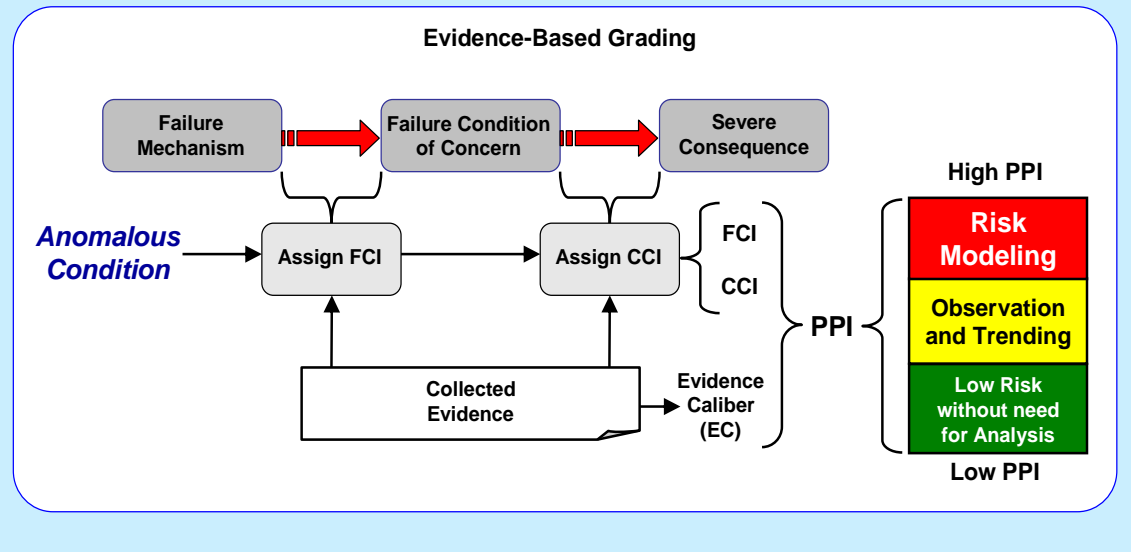 Evidence-Based Grading
Failure
Mechanism
Failure Condition
of Concern
Severe
Consequence
Anomalous
Condition
Assign FCI
Assign CCI
FCI
CCI
Collected
Evidence
Evidence
Caliber
(EC)
PPI
High PPI
Risk
Modeling
Observation
and Trending
Low Risk
without need
for Analysis
Low PPI